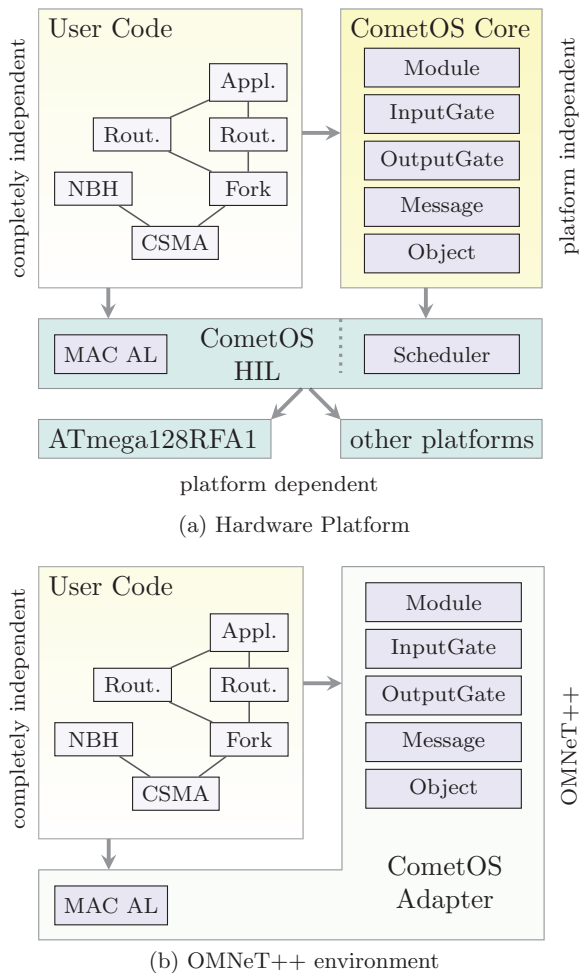 User Code
CometOS Core
completely independent
Appl.
Rout.
Rout.
NBH
Fork
CSMA
Module
InputGate
OutputGate
Message
Object
platform independent
MAC AL
CometOS
HIL
Scheduler
ATmega128RFA1
other platforms
platform dependent
(a) Hardware Platform
User Code
completely independent
Appl.
Rout.
Rout.
NBH
Fork
CSMA
Module
InputGate
OutputGate
Message
Object
OMNeT++
CometOS
Adapter
MAC AL
(b) OMNeT++ environment